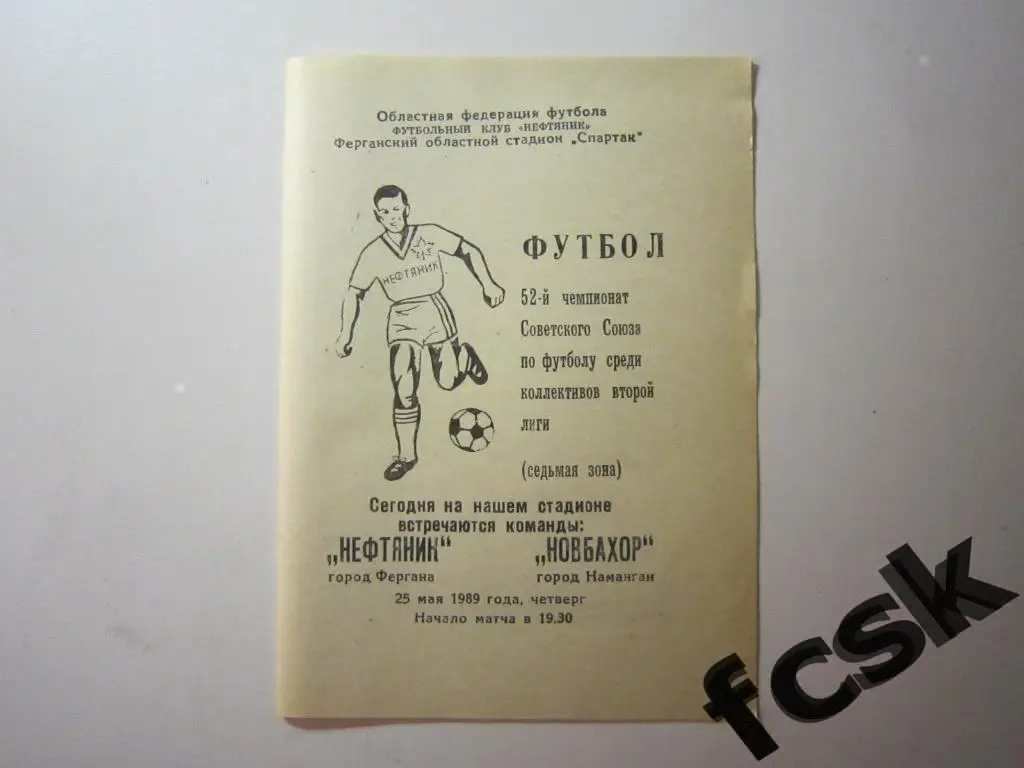 Областная федерация футбола
ФУТБОЛЬНЫЙ КЛУБ «НЕФТЯНИК»
Ферганский областной стадион „Спартак"
НЕФТЯНИК
ФУТБОЛ
52-й чемпионат
Советского Союза
по футболу среди
коллективов второй
лиги
(седьмая зона)
Сегодня на нашем стадионе
встречаются команды:
„НЕФТЯНИК" „НОВБАХОР"
город Фергана город Наманган
25 мая 1989 года, четверг
Начало матча в 19.30
fcsk